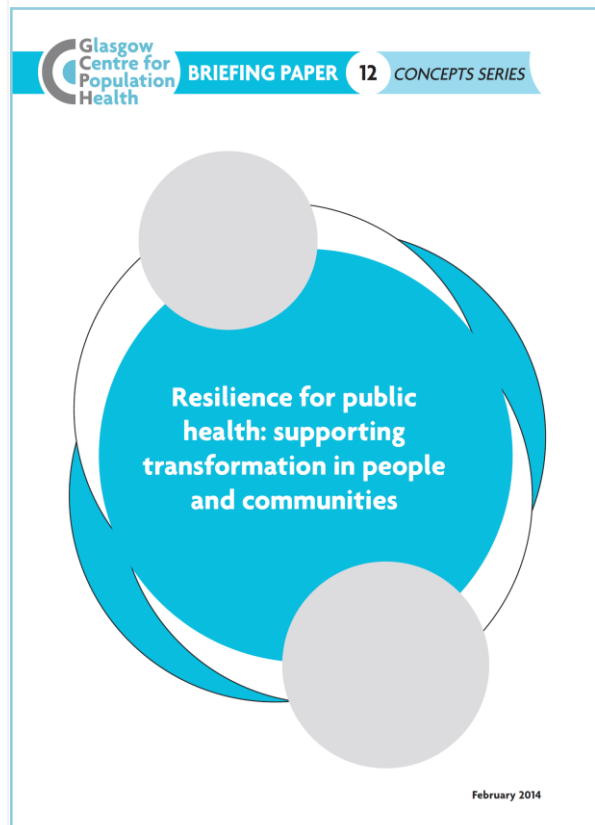 Glasgow
Centre for
Population
Health
BRIEFING PAPER 12 CONCEPTS SERIES
Resilience for public
health: supporting
transformation in people
and communities
February 2014